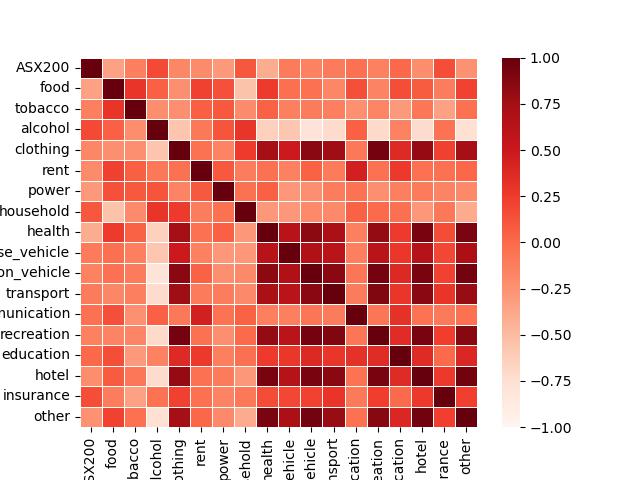 ASX200
food
tobacco
alcohol
clothing
rent
power
household
health
se_vehicle
on_vehicle
transport
unication
recreation
education
hotel
insurance
other
1.00
0.75
0.50
0.25
0.00
−0.25
−0.50
−0.75
−1.00
SX200
food
bacco
lcohol
othing
rent
power
ehold
health
ehicle
ehicle
nsport
cation
eation
cation
hotel
rance
other